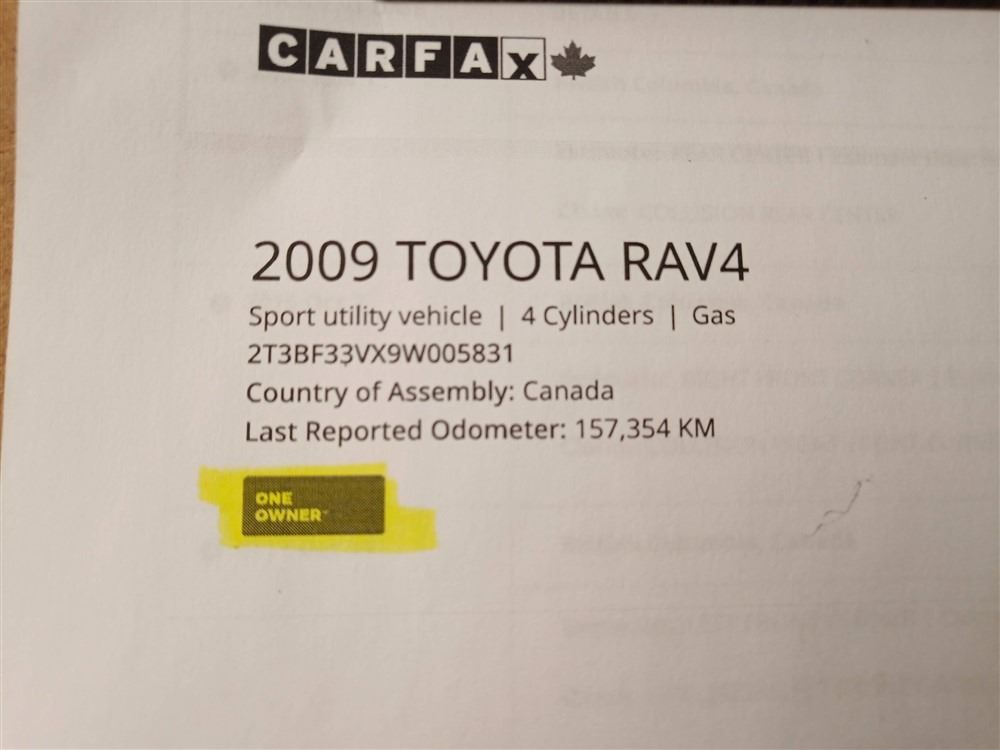 CARFAX
2009 TOYOTA RAV4
Sport utility vehicle | 4 Cylinders | Gas
2T3BF33VX9W005831
Country of Assembly: Canada
Last Reported Odometer: 157,354 KM
ONE
OWNER™